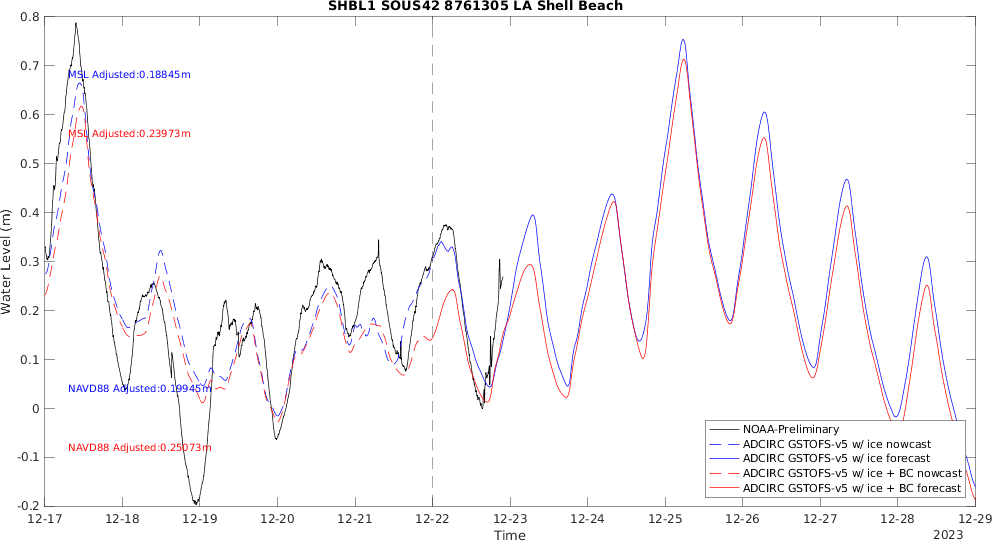 SHBL1 SOUS42 8761305 LA Shell Beach
0.8
0.7
0.6
0.5
0.4
0.3
0.2
0.1
0
-0.1
-0.2
Water Level (m)
MSL Adjusted:0.18845m
MSL Adjusted:0.23973m
NAVD88 Adjusted:0.19945m
NAVD88 Adjusted:0.25073m
NOAA-Preliminary
ADCIRC GSTOFS-v5 w/ ice nowcast
ADCIRC GSTOFS-v5 w/ ice forecast
ADCIRC GSTOFS-v5 w/ ice + BC nowcast
ADCIRC GSTOFS-v5 w/ ice + BC forecast
12-17 12-18 12-19 12-20 12-21 12-22 12-23 12-24 12-25 12-26 12-27 12-28 12-29
Time
2023